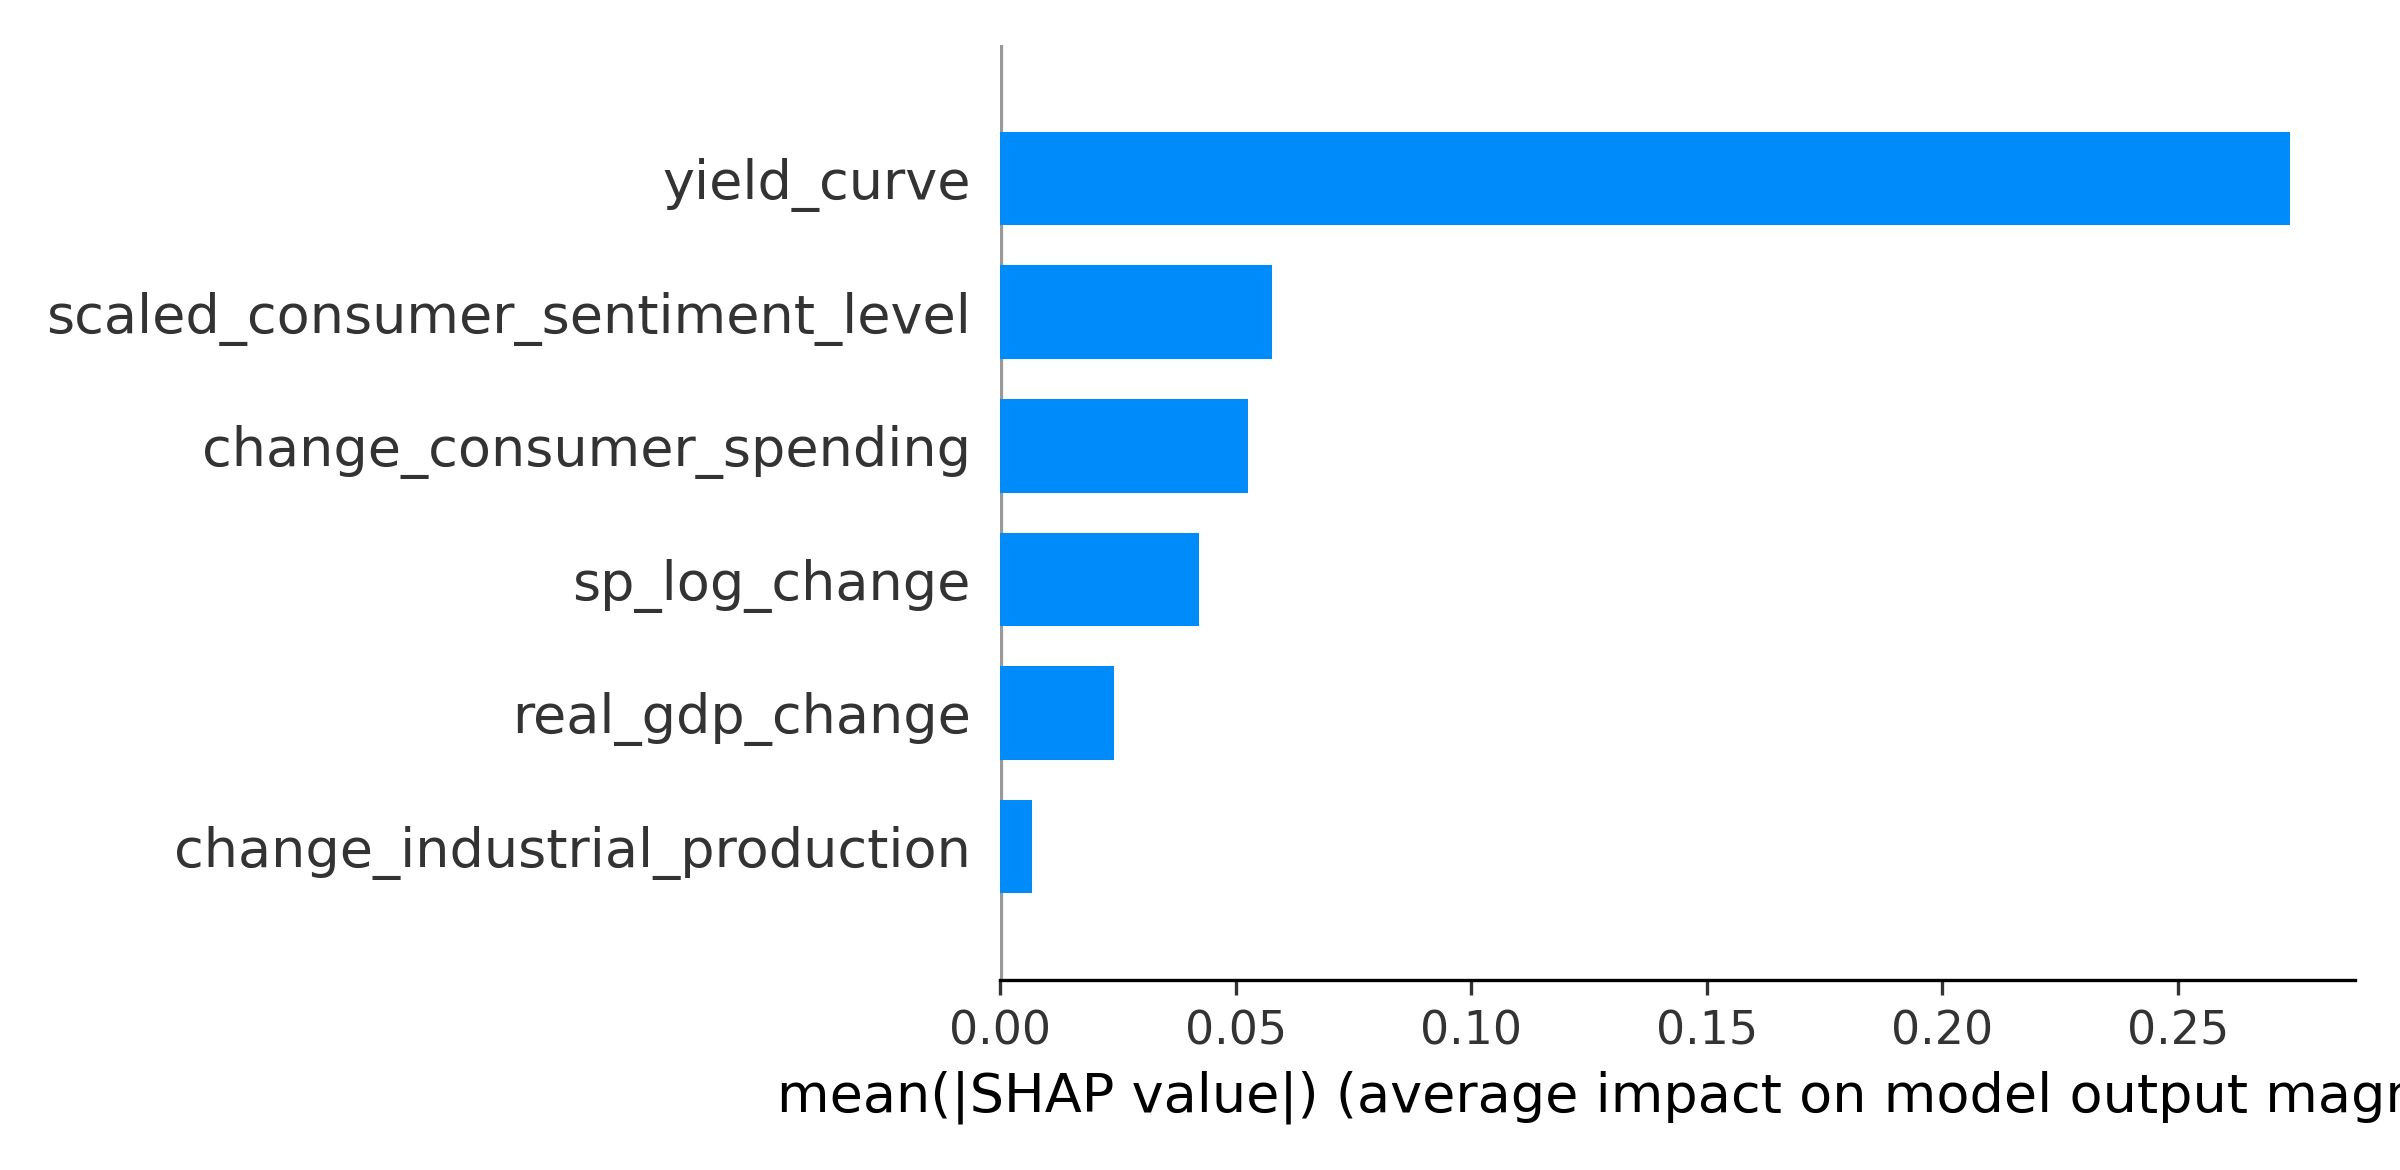 yield_curve
scaled_consumer_sentiment_level
change_consumer_spending
sp_log_change
real_gdp_change
change_industrial_production
0.00 0.05 0.10 0.15 0.20 0.25
mean(|SHAP value|) (average impact on model output magn